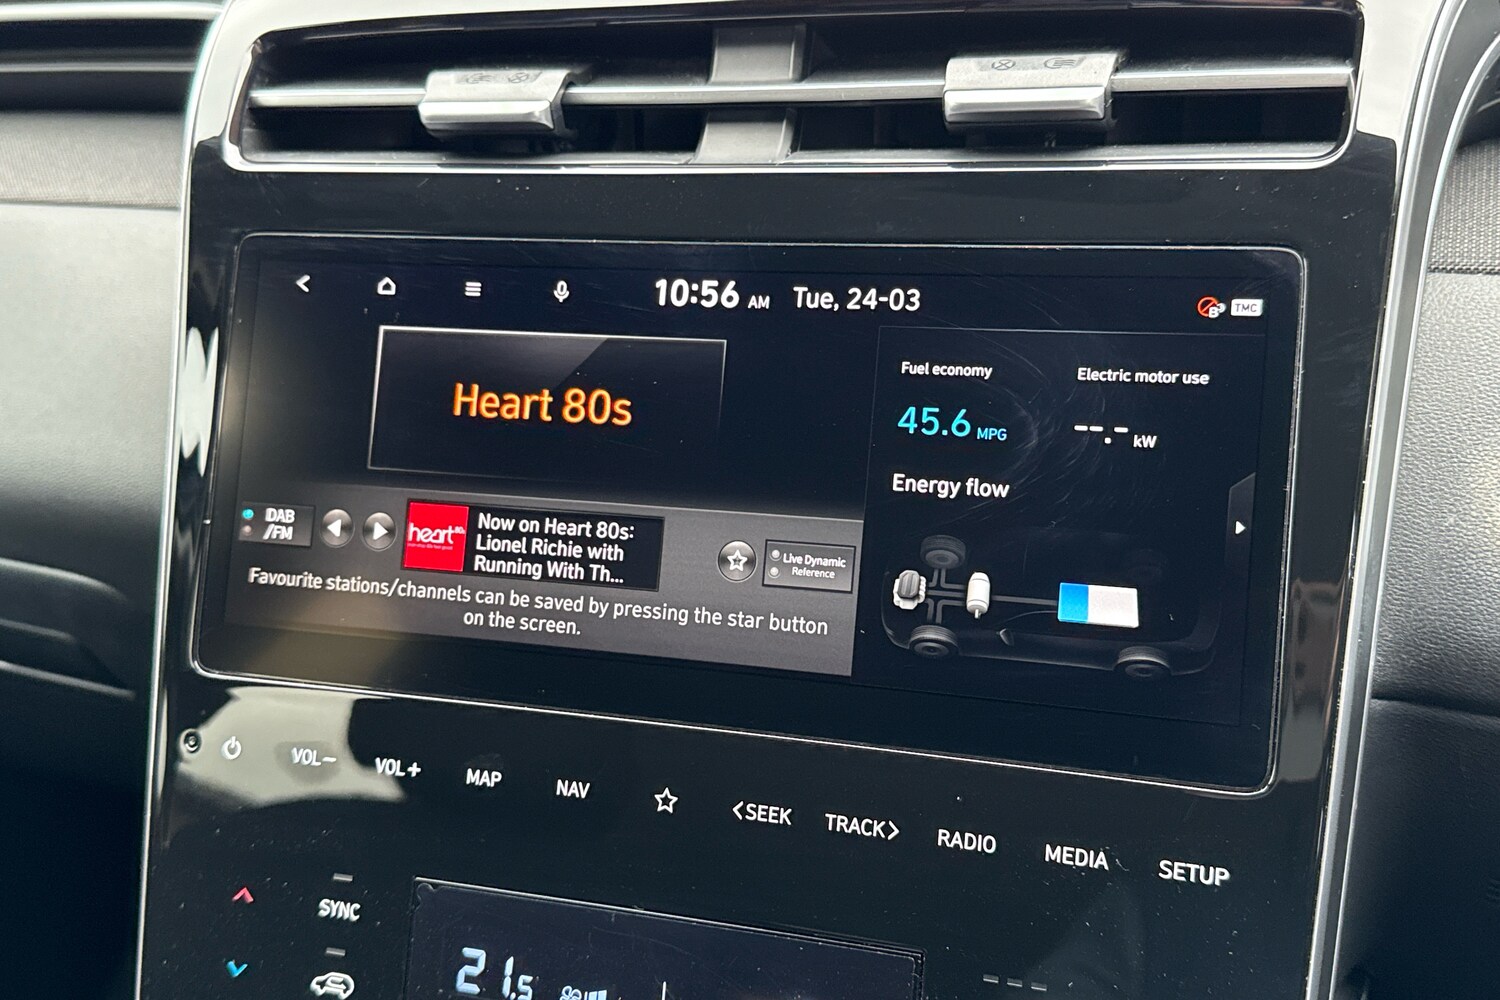 10:56 AM Tue, 24-03
TMC
Heart 80s
Fuel economy
Electric motor use
45.6 MPG
--.- kW
Energy flow
DAB
/FM
heart 80s
Now on Heart 80s:
Lionel Richie with
Running With Th...
Live Dynamic
Reference
Favourite stations/channels can be saved by pressing the star button
on the screen.
VOL−
VOL+
MAP
NAV
<SEEK
TRACK>
RADIO
MEDIA
SETUP
SYNC
21.5